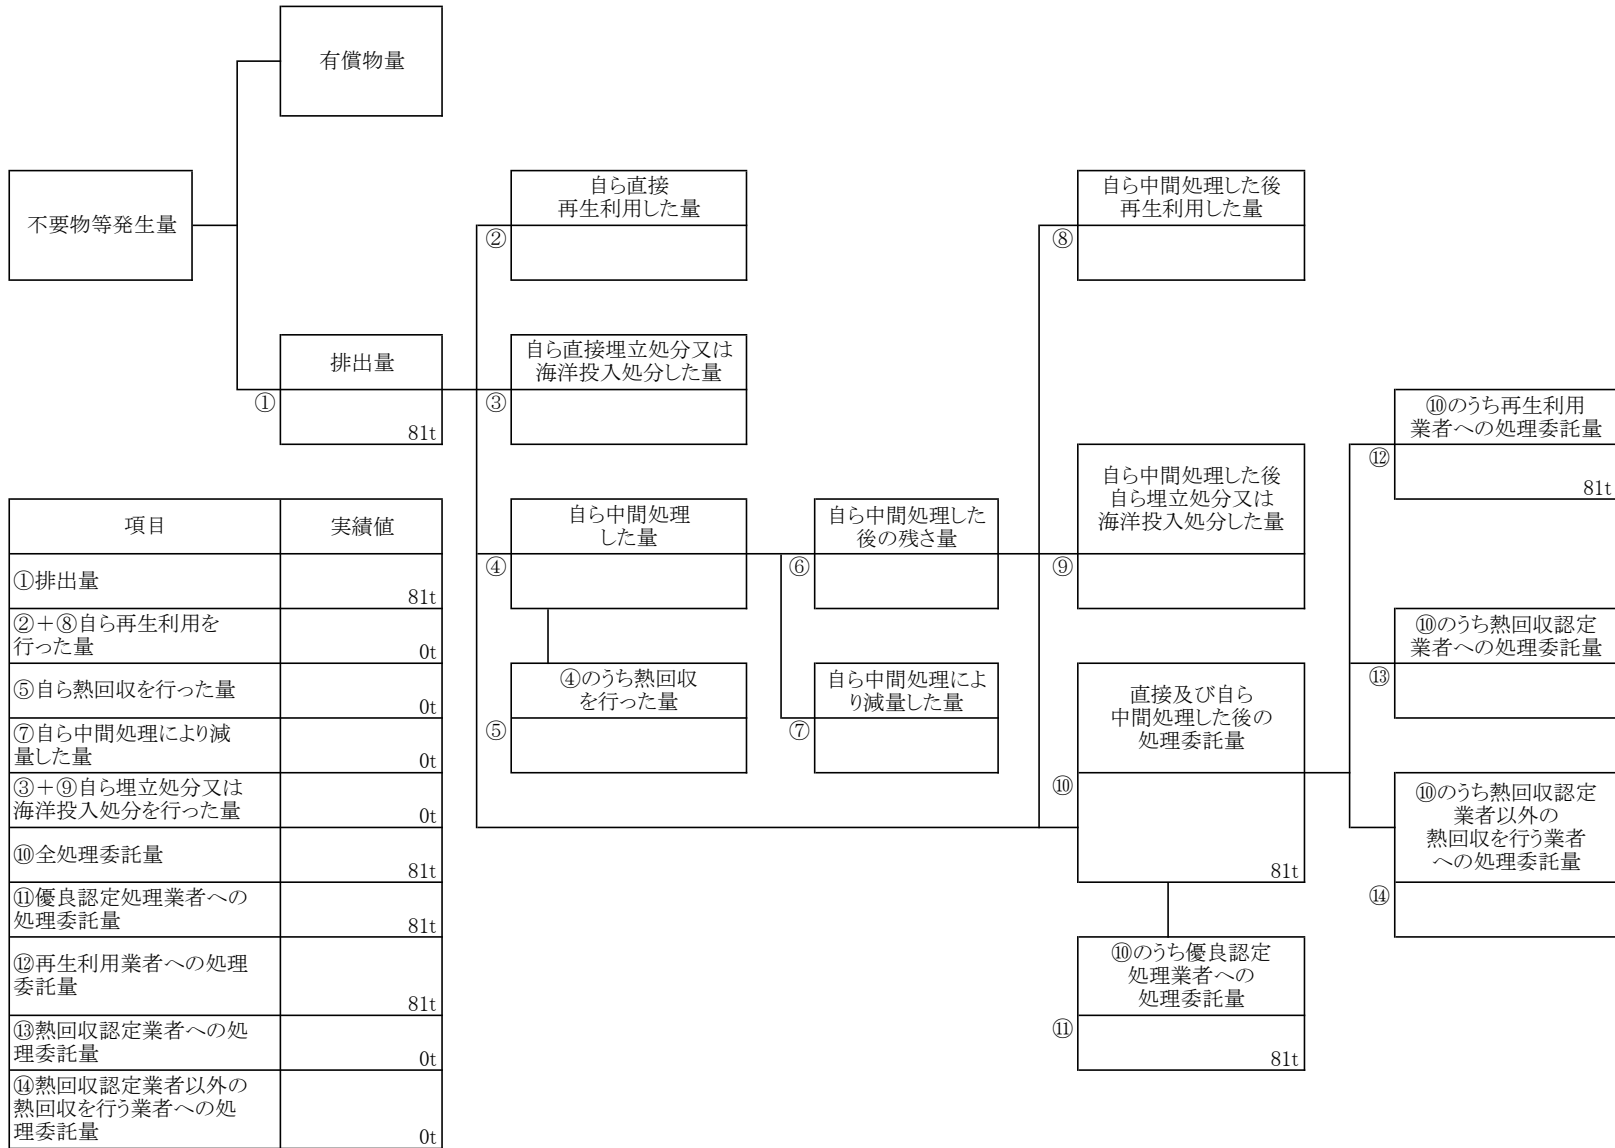 有償物量
不要物等発生量
自ら直接
再生利用した量
②
自ら中間処理した後
再生利用した量
⑧
排出量
①
81t
自ら直接埋立処分又は
海洋投入処分した量
③
⑩のうち再生利用
業者への処理委託量
⑫
81t
自ら中間処理
した量
④
自ら中間処理した
後の残さ量
⑥
自ら中間処理した後
自ら埋立処分又は
海洋投入処分した量
⑨
⑩のうち熱回収認定
業者への処理委託量
⑬
④のうち熱回収
を行った量
⑤
自ら中間処理によ
り減量した量
⑦
直接及び自ら
中間処理した後の
処理委託量
⑩
81t
⑩のうち熱回収認定
業者以外の
熱回収を行う業者
への処理委託量
⑭
⑩のうち優良認定
処理業者への
処理委託量
⑪
81t
項目 実績値
①排出量
81t
②＋⑧自ら再生利用を
行った量
0t
⑤自ら熱回収を行った量
0t
⑦自ら中間処理により減
量した量
0t
③＋⑨自ら埋立処分又は
海洋投入処分を行った量
0t
⑩全処理委託量
81t
⑪優良認定処理業者への
処理委託量
81t
⑫再生利用業者への処理
委託量
81t
⑬熱回収認定業者への処
理委託量
0t
⑭熱回収認定業者以外の
熱回収を行う業者への処
理委託量
0t